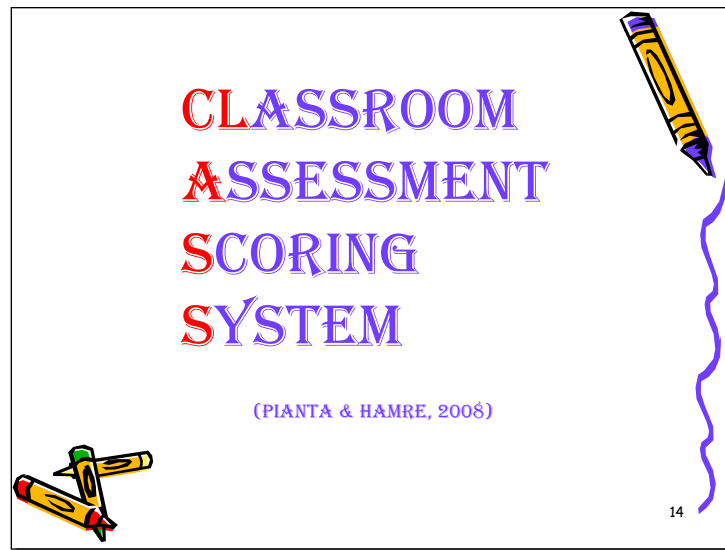 CLASSROOM
ASSESSMENT
SCORING
SYSTEM
(PIANTA & HAMRE, 2008)
14